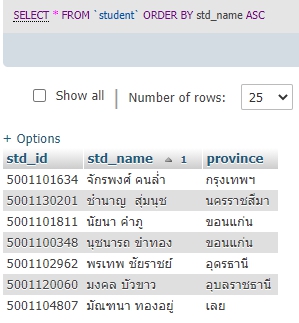 SELECT * FROM `student` ORDER BY std_name ASC
Show all Number of rows: 25
+ Options
std_id std_name 1 province
5001101634 จักรพงศ์ คนล่ำ กรุงเทพฯ
5001130201 ชำนาญ สุ่มนุช นครราชสีมา
5001101811 นัยนา คำภู ขอนแก่น
5001100348 นุชนารถ ขำทอง ขอนแก่น
5001102962 พรเทพ ชัยราชย์ อุดรธานี
5001120060 มงคล บัวขาว อุบลราชธานี
5001104807 มัณฑนา ทองอยู่ เลย